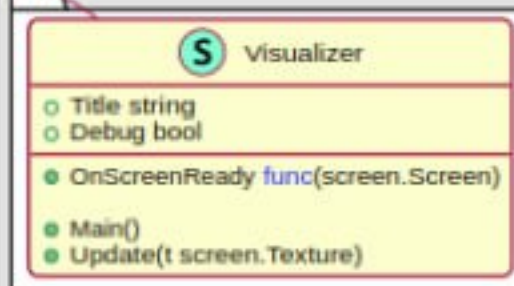 S Visualizer
Title string
Debug bool
OnScreenReady func(screen.Screen)
Main()
Update(t screen.Texture)